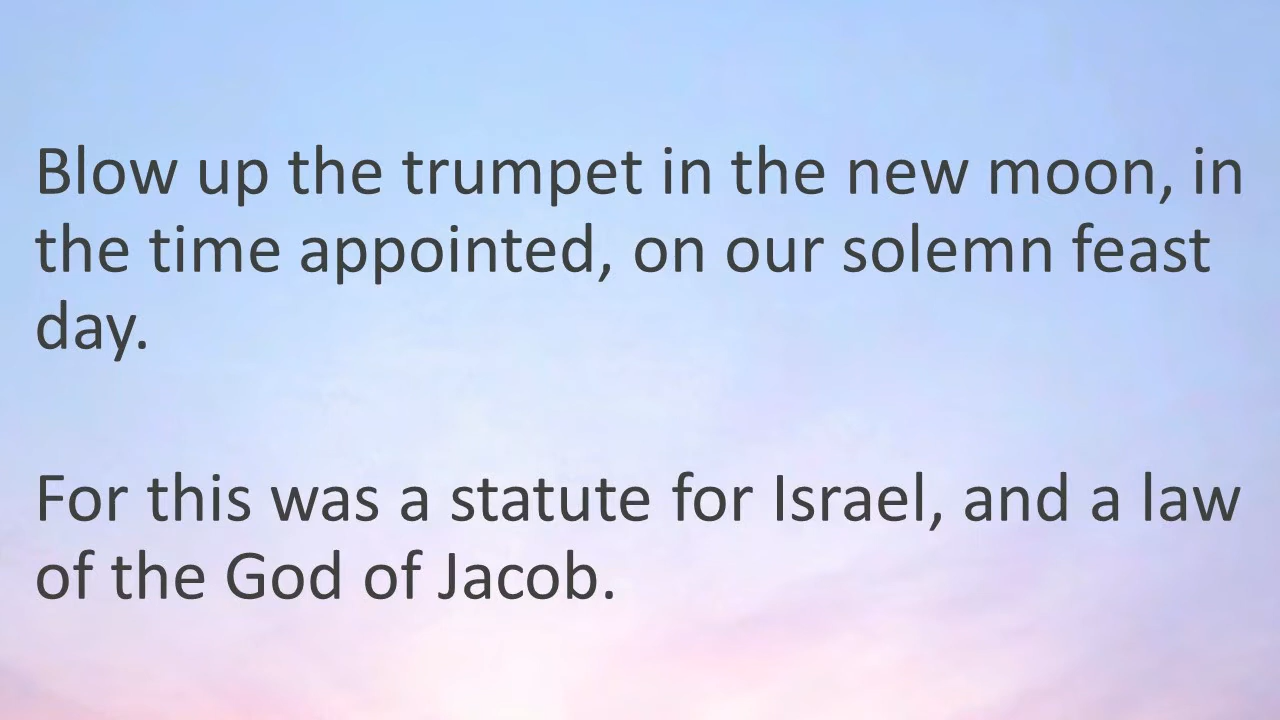 Blow up the trumpet in the new moon, in
the time appointed, on our solemn feast
day.
For this was a statute for Israel, and a law
of the God of Jacob.